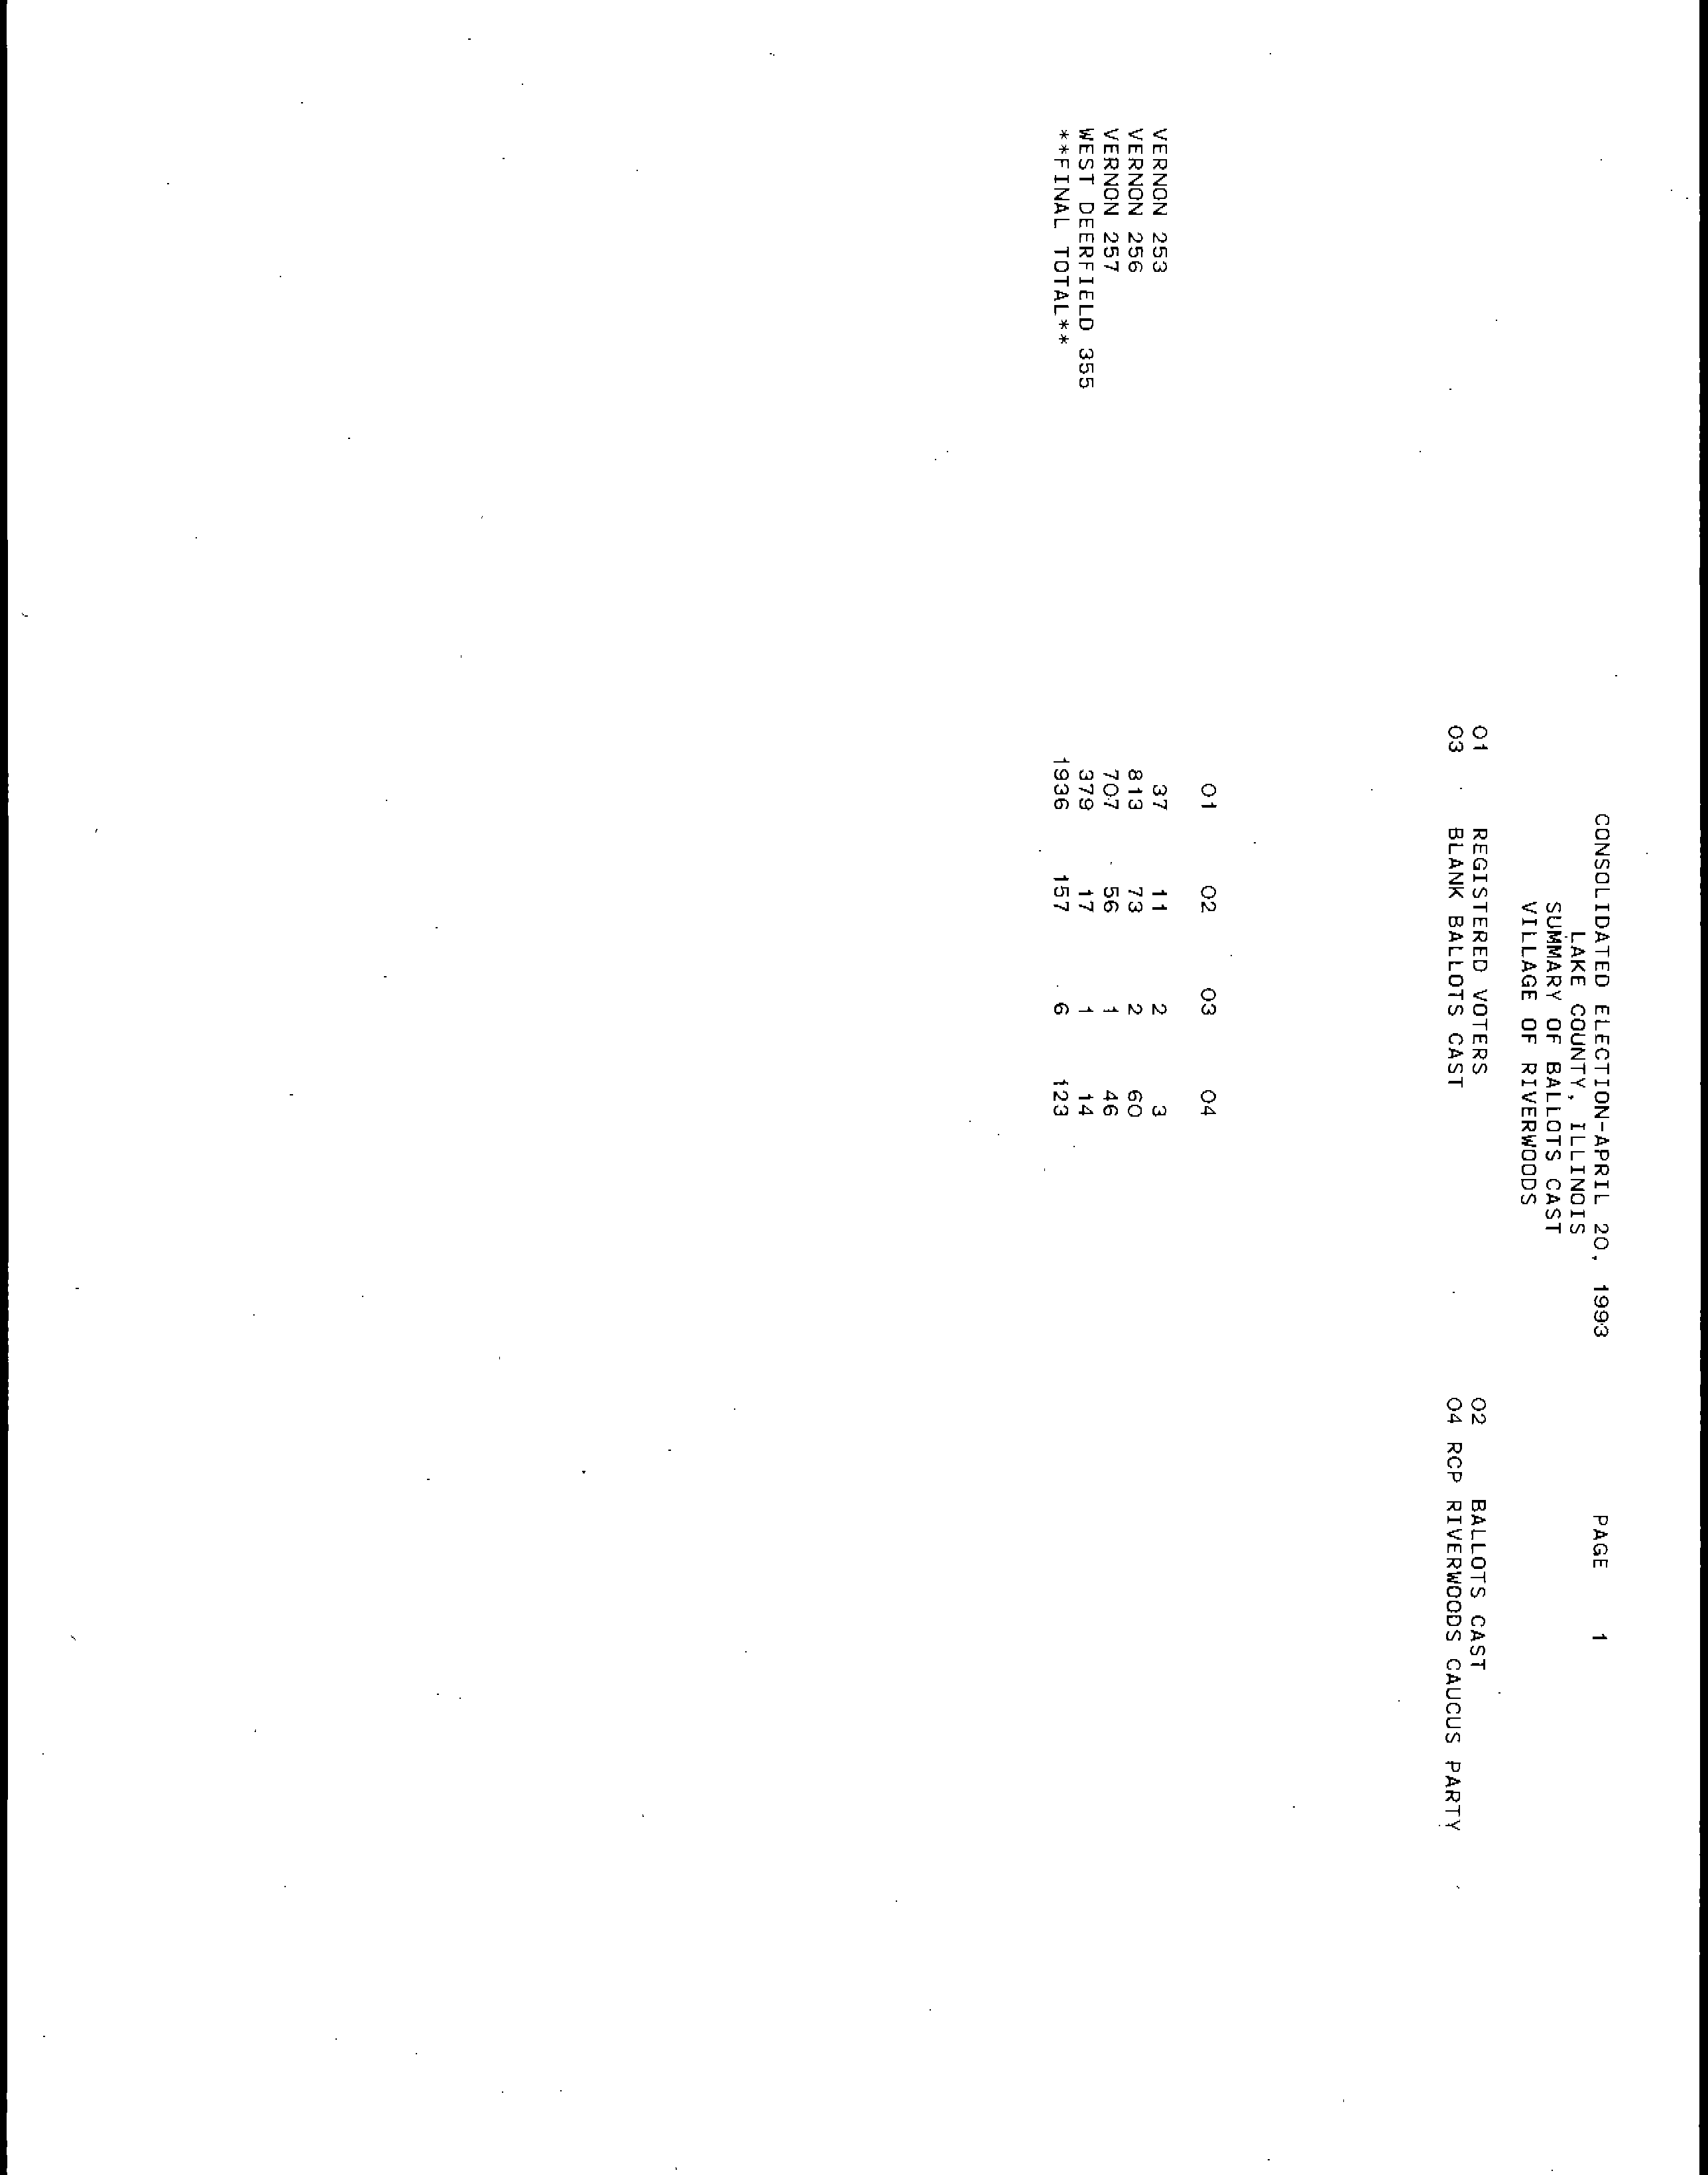 CONSOLIDATED ELECTION-APRIL 20, 1993 PAGE 1
LAKE COUNTY, ILLINOIS
SUMMARY OF BALLOTS CAST
VILLAGE OF RIVERWOODS
01 REGISTERED VOTERS 02 BALLOTS CAST
03 BLANK BALLOTS CAST 04 RCP RIVERWOODS CAUCUS PARTY
01 02 03 04
VERNON 253 37 11 2 3
VERNON 256 813 73 2 60
VERNON 257 707 56 1 46
WEST DEERFIELD 355 379 17 1 14
**FINAL TOTAL** 1936 157 6 123